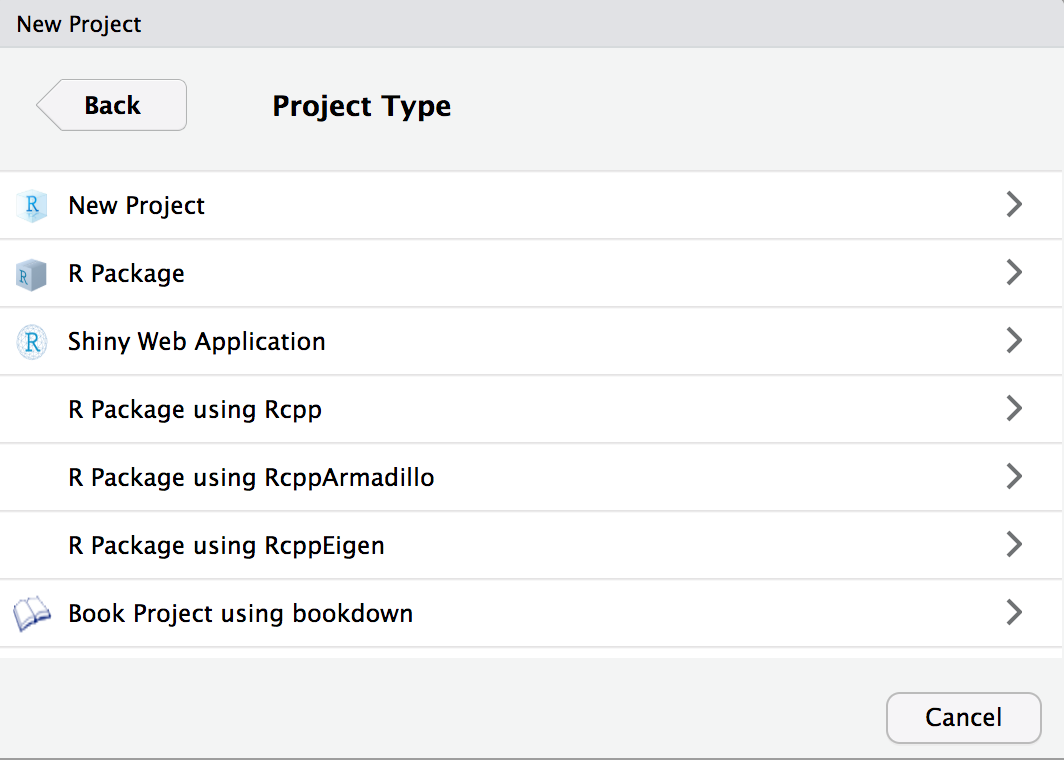 New Project
Back
Project Type
R New Project
R R Package
R Shiny Web Application
R Package using Rcpp
R Package using RcppArmadillo
R Package using RcppEigen
Book Project using bookdown
Cancel